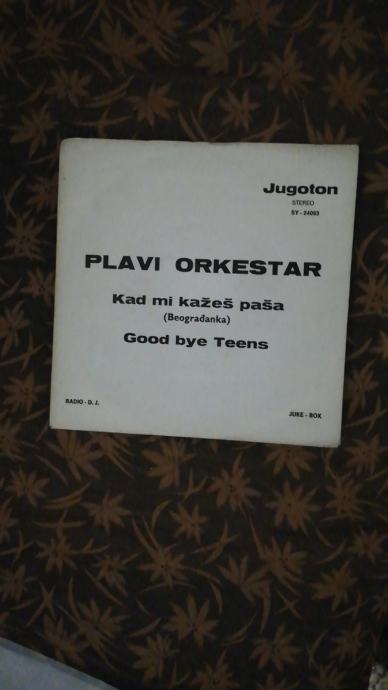 Jugoton
STEREO
SY - 24093
PLAVI ORKESTAR
Kad mi kažeš paša
(Beograđanka)
Good bye Teens
RADIO - D. J.
JUKE - BOX